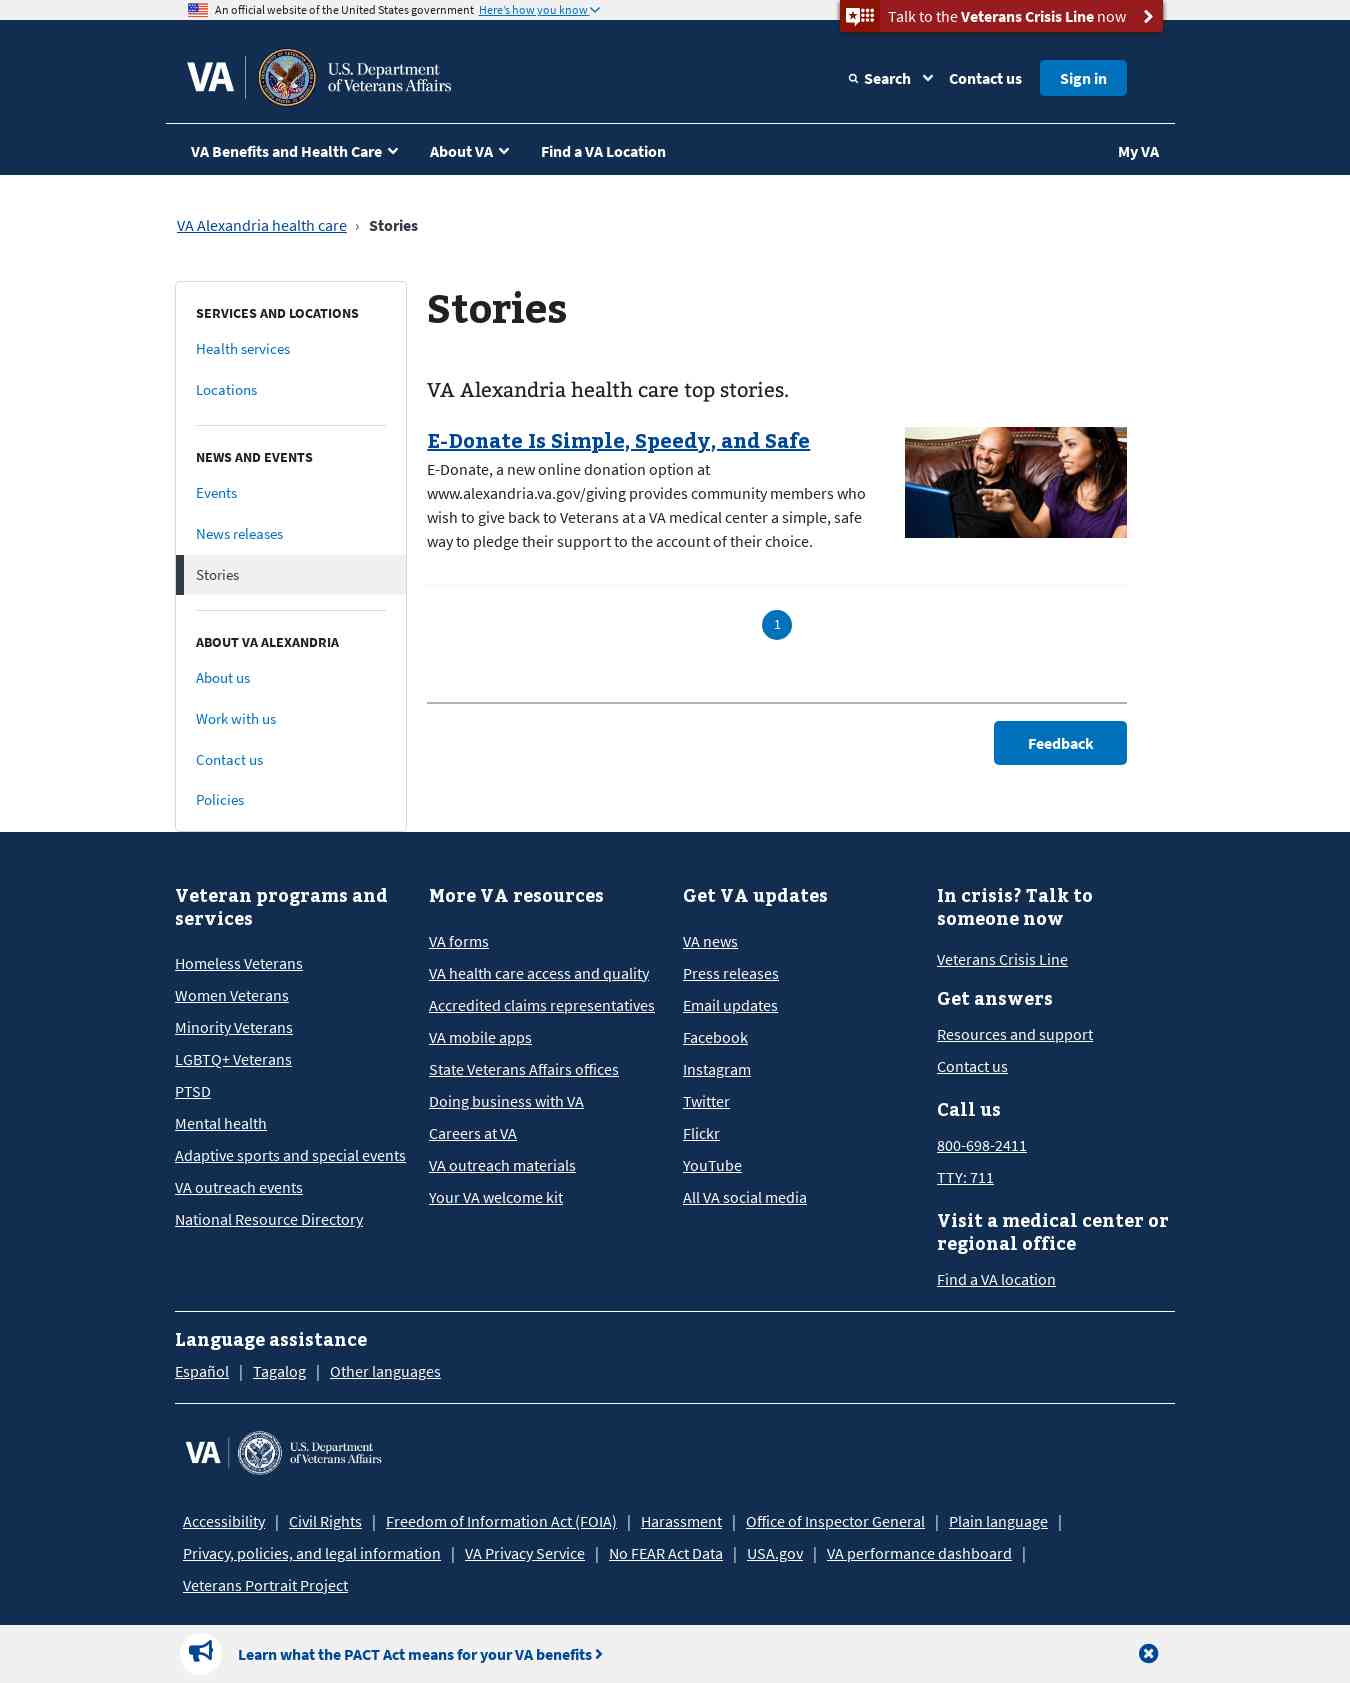 An official website of the United States government Here's how you know
Talk to the Veterans Crisis Line now
VA
U.S. Department
of Veterans Affairs
Search
Contact us
Sign in
VA Benefits and Health Care
About VA
Find a VA Location
My VA
VA Alexandria health care › Stories
SERVICES AND LOCATIONS
Health services
Locations
NEWS AND EVENTS
Events
News releases
Stories
ABOUT VA ALEXANDRIA
About us
Work with us
Contact us
Policies
Stories
VA Alexandria health care top stories.
E-Donate Is Simple, Speedy, and Safe
E-Donate, a new online donation option at
www.alexandria.va.gov/giving provides community members who
wish to give back to Veterans at a VA medical center a simple, safe
way to pledge their support to the account of their choice.
1
Feedback
Veteran programs and
services
Homeless Veterans
Women Veterans
Minority Veterans
LGBTQ+ Veterans
PTSD
Mental health
Adaptive sports and special events
VA outreach events
National Resource Directory
More VA resources
VA forms
VA health care access and quality
Accredited claims representatives
VA mobile apps
State Veterans Affairs offices
Doing business with VA
Careers at VA
VA outreach materials
Your VA welcome kit
Get VA updates
VA news
Press releases
Email updates
Facebook
Instagram
Twitter
Flickr
YouTube
All VA social media
In crisis? Talk to
someone now
Veterans Crisis Line
Get answers
Resources and support
Contact us
Call us
800-698-2411
TTY: 711
Visit a medical center or
regional office
Find a VA location
Language assistance
Español | Tagalog | Other languages
VA
U.S. Department
of Veterans Affairs
Accessibility | Civil Rights | Freedom of Information Act (FOIA) | Harassment | Office of Inspector General | Plain language |
Privacy, policies, and legal information | VA Privacy Service | No FEAR Act Data | USA.gov | VA performance dashboard |
Veterans Portrait Project
Learn what the PACT Act means for your VA benefits